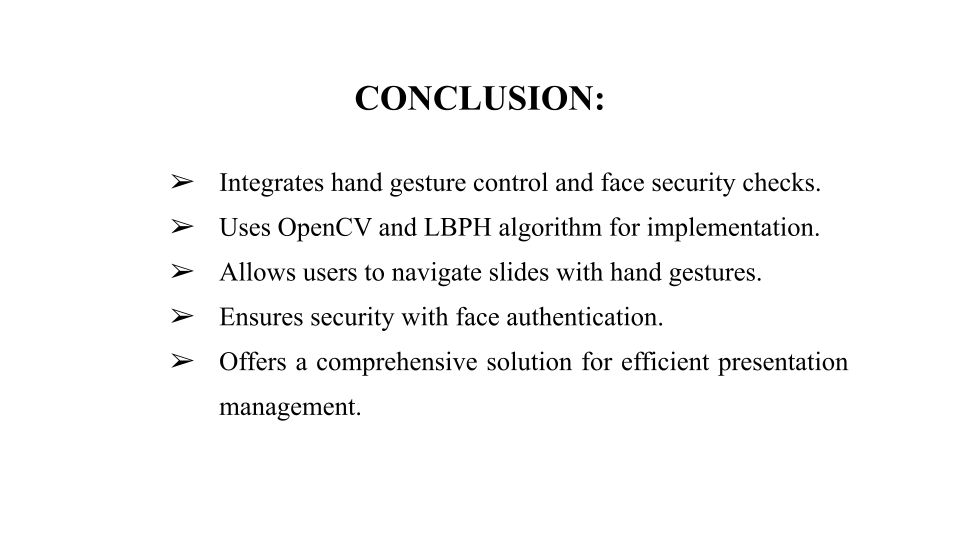 CONCLUSION:
➢ Integrates hand gesture control and face security checks.
➢ Uses OpenCV and LBPH algorithm for implementation.
➢ Allows users to navigate slides with hand gestures.
➢ Ensures security with face authentication.
➢ Offers a comprehensive solution for efficient presentation
management.